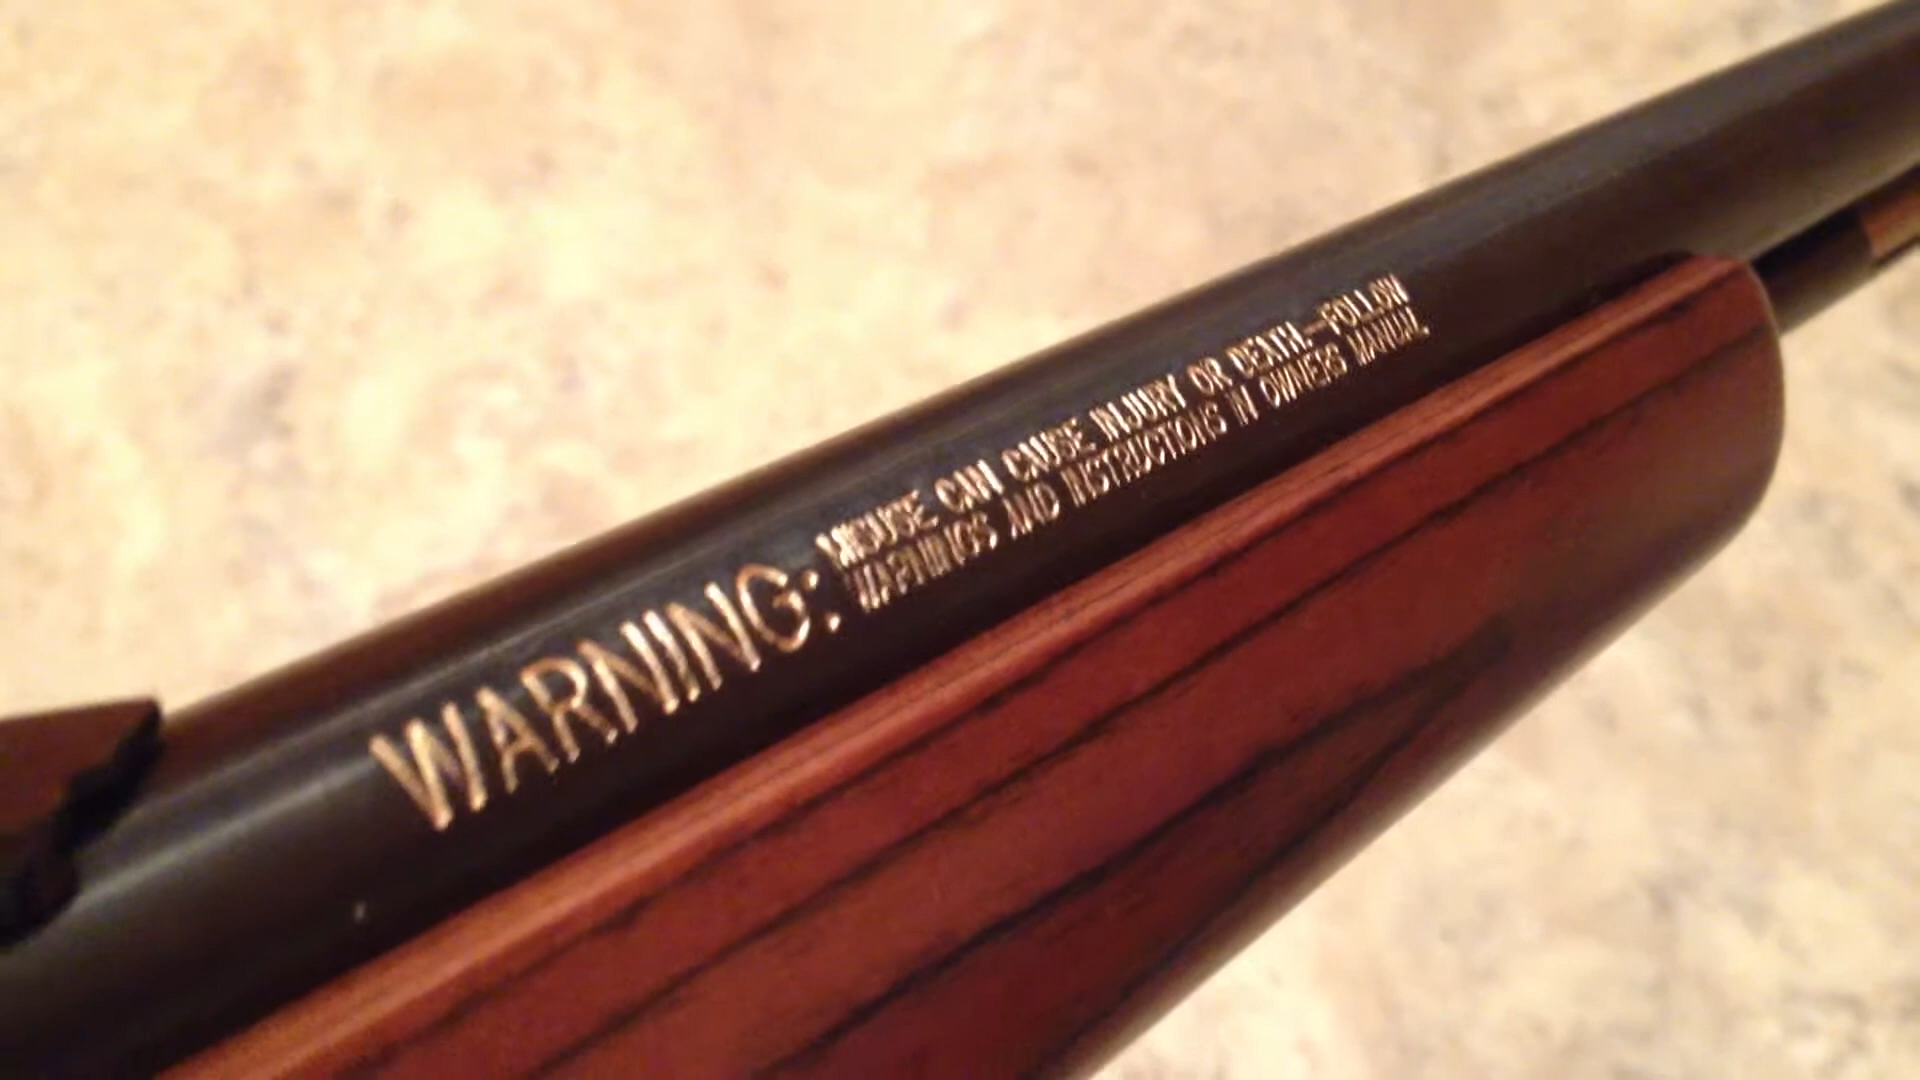 WARNING: MISUSE CAN CAUSE INJURY OR DEATH.—FOLLOW
WARNINGS AND INSTRUCTIONS IN OWNERS MANUAL.